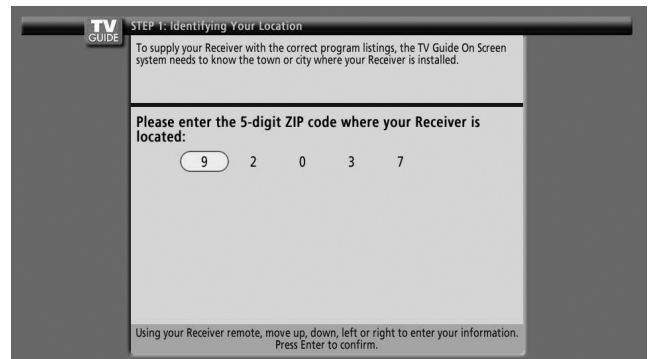 TV
GUIDE
STEP 1: Identifying Your Location
To supply your Receiver with the correct program listings, the TV Guide On Screen
system needs to know the town or city where your Receiver is installed.
Please enter the 5-digit ZIP code where your Receiver is
located:
9 2 0 3 7
Using your Receiver remote, move up, down, left or right to enter your information.
Press Enter to confirm.